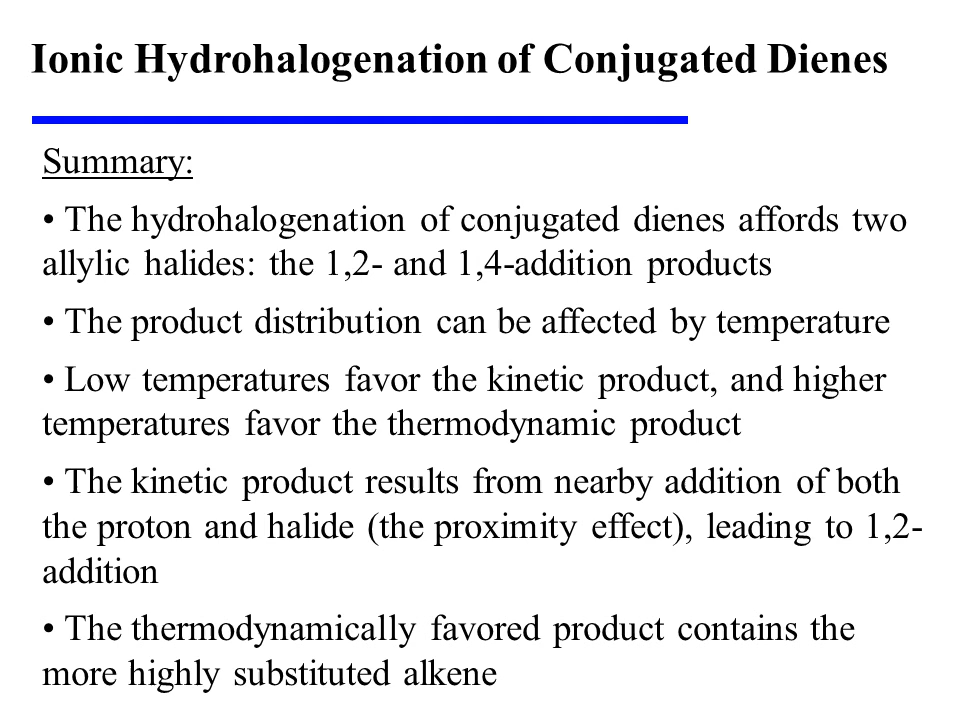 Ionic Hydrohalogenation of Conjugated Dienes
Summary:
• The hydrohalogenation of conjugated dienes affords two
allylic halides: the 1,2- and 1,4-addition products
• The product distribution can be affected by temperature
• Low temperatures favor the kinetic product, and higher
temperatures favor the thermodynamic product
• The kinetic product results from nearby addition of both
the proton and halide (the proximity effect), leading to 1,2-
addition
• The thermodynamically favored product contains the
more highly substituted alkene